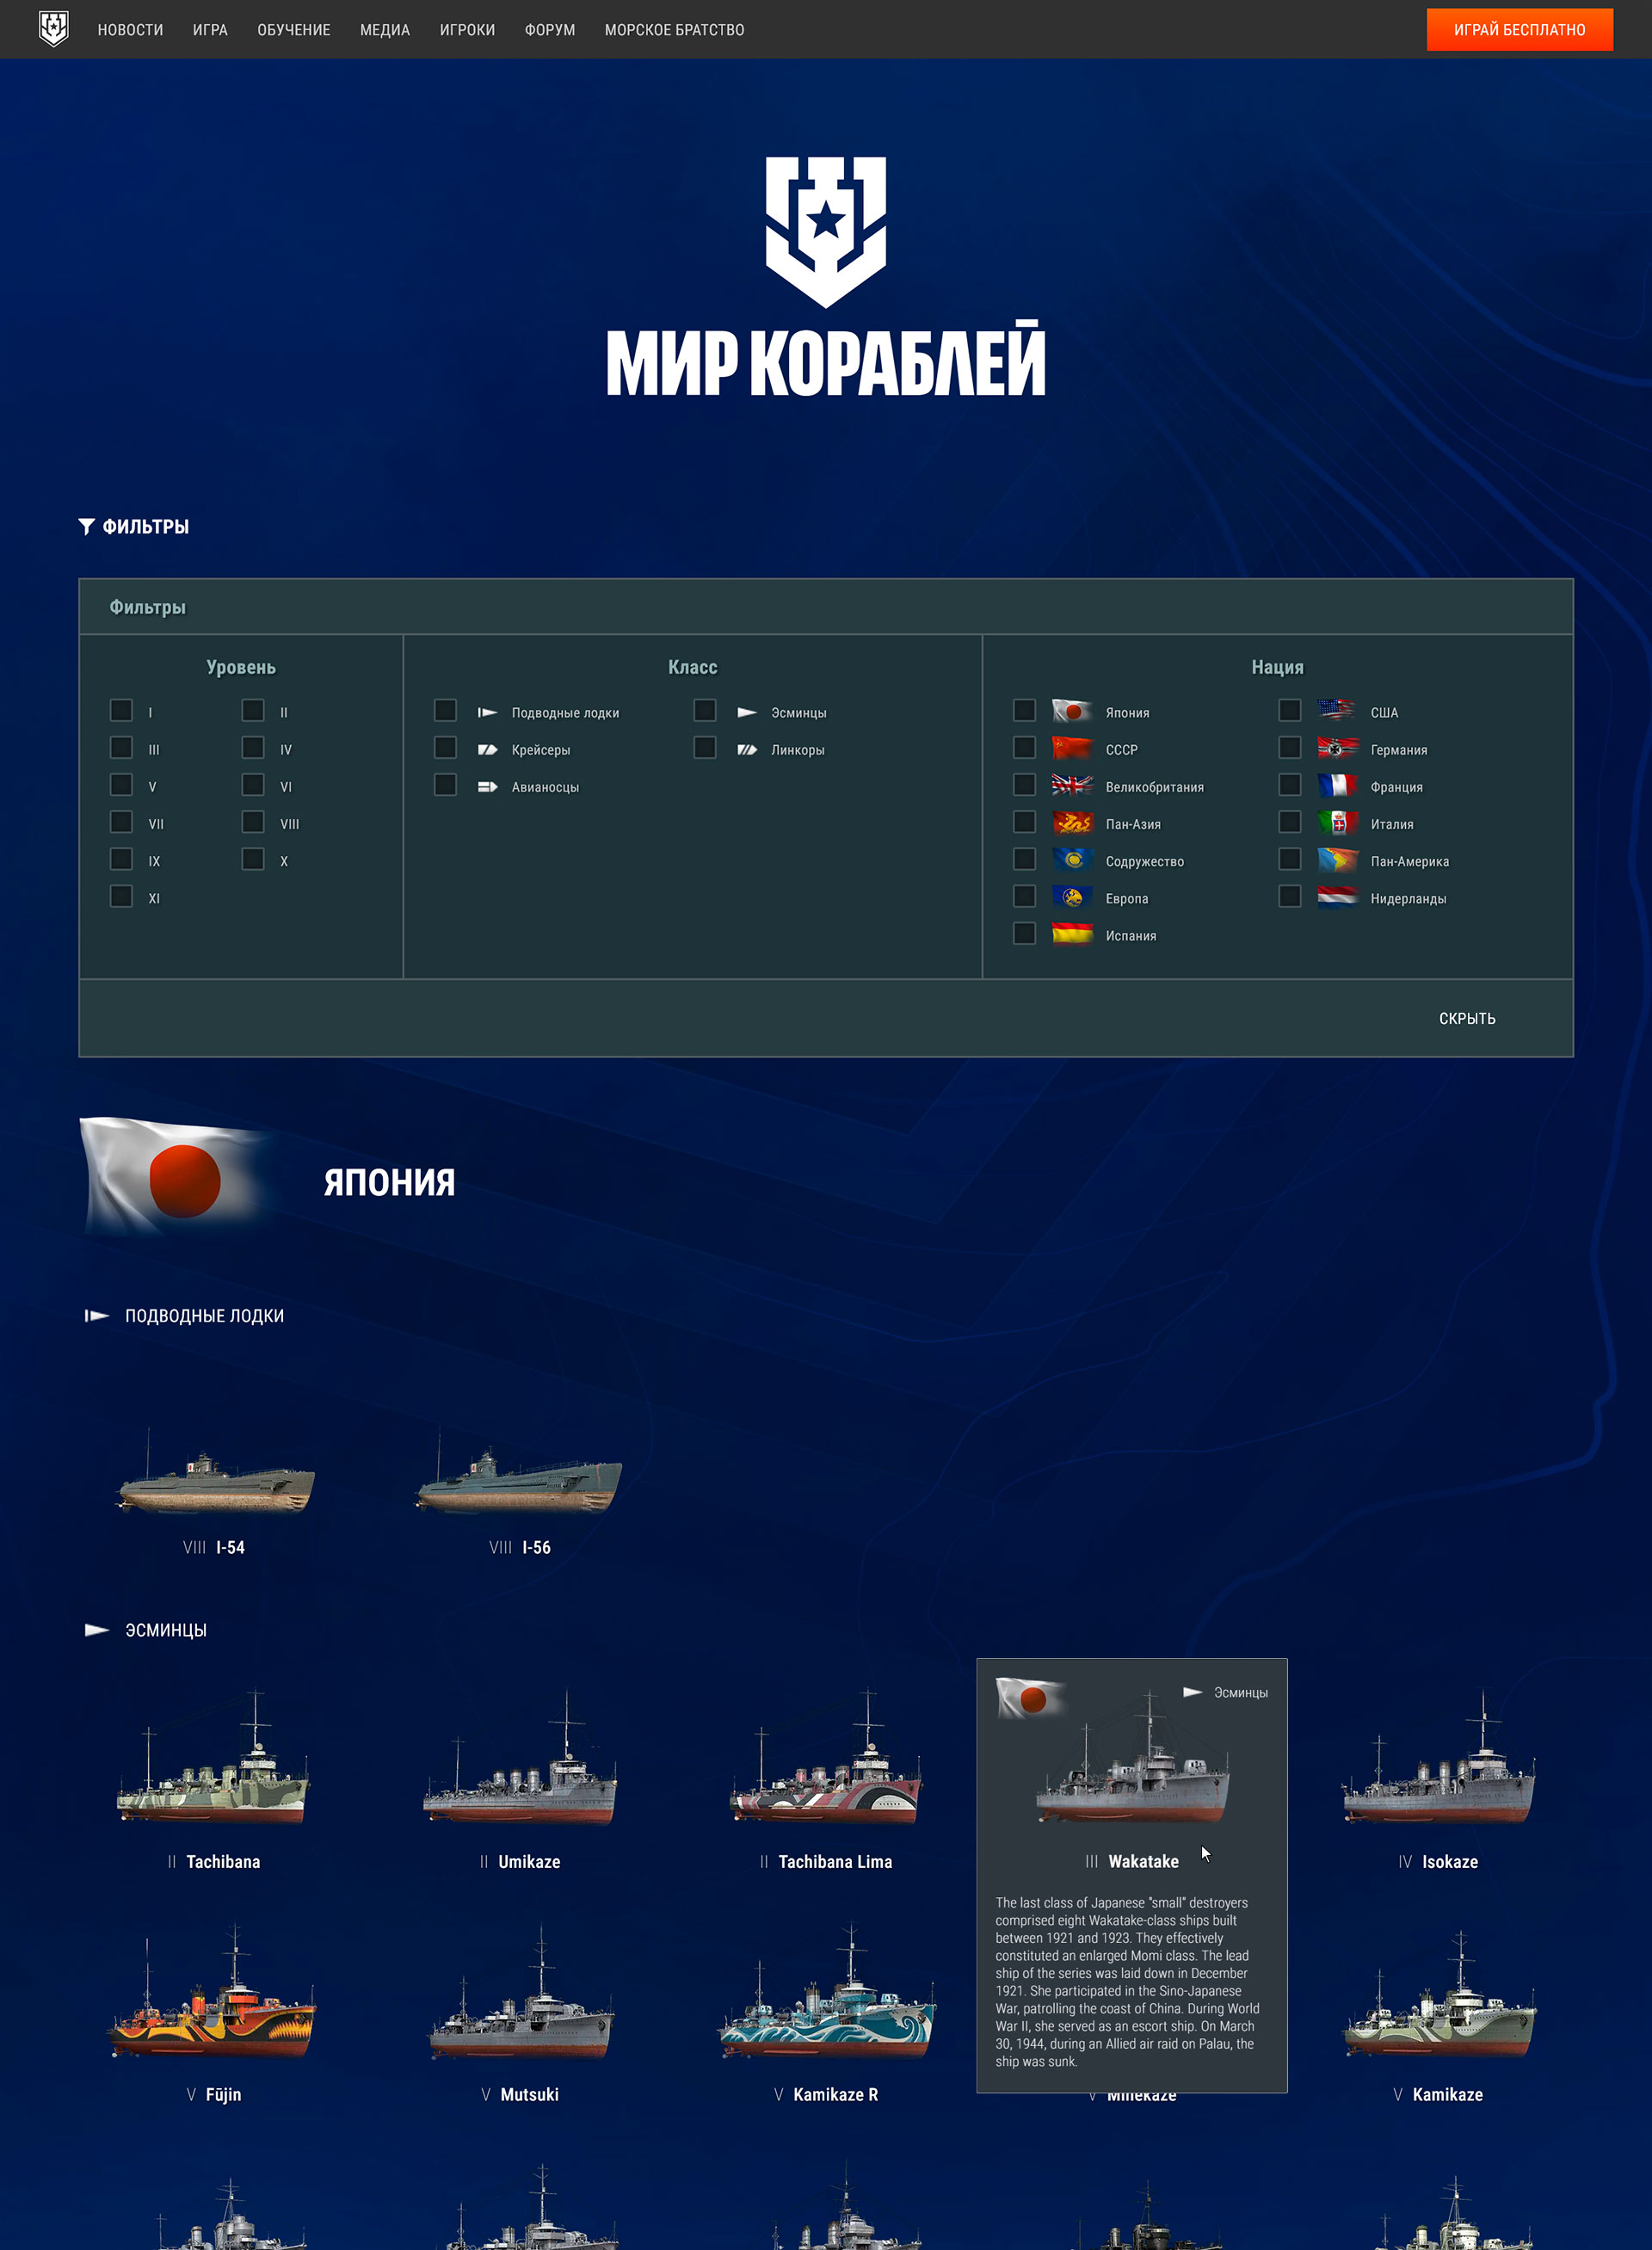 НОВОСТИ ИГРА ОБУЧЕНИЕ МЕДИА ИГРОКИ ФОРУМ МОРСКОЕ БРАТСТВО ИГРАЙ БЕСПЛАТНО
МИР КОРАБЛЕЙ
ФИЛЬТРЫ
Фильтры
Уровень
I II
III IV
V VI
VII VIII
IX X
XI
Класс
Подводные лодки Эсминцы
Крейсеры Линкоры
Авианосцы
Нация
Япония США
СССР Германия
Великобритания Франция
Пан-Азия Италия
Содружество Пан-Америка
Европа Нидерланды
Испания
СКРЫТЬ
ЯПОНИЯ
ПОДВОДНЫЕ ЛОДКИ
VIII I-54
VIII I-56
ЭСМИНЦЫ
II Tachibana
II Umikaze
II Tachibana Lima
Эсминцы
III Wakatake
The last class of Japanese "small" destroyers
comprised eight Wakatake-class ships built
between 1921 and 1923. They effectively
constituted an enlarged Momi class. The lead
ship of the series was laid down in December
1921. She participated in the Sino-Japanese
War, patrolling the coast of China. During World
War II, she served as an escort ship. On March
30, 1944, during an Allied air raid on Palau, the
ship was sunk.
IV Isokaze
V Fūjin
V Mutsuki
V Kamikaze R
V Minekaze
V Kamikaze